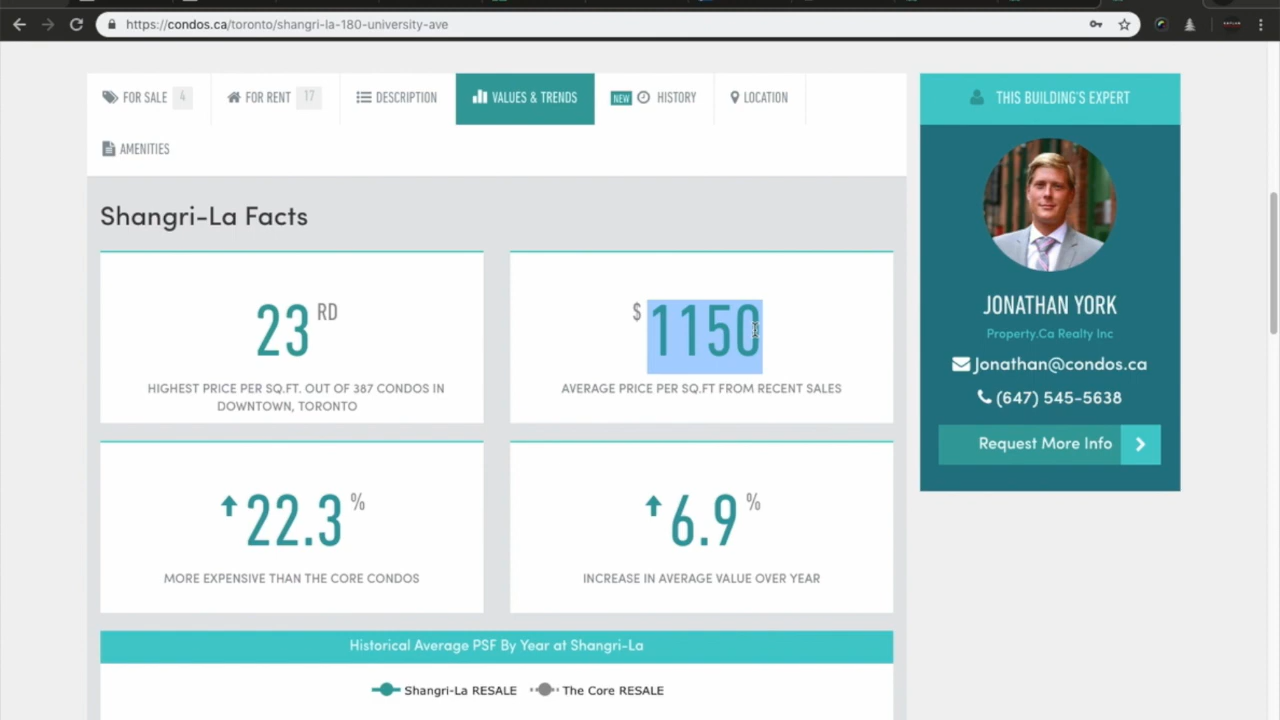 https://condos.ca/toronto/shangri-la-180-university-ave
FOR SALE 4
FOR RENT 17
DESCRIPTION
VALUES & TRENDS
NEW HISTORY
LOCATION
AMENITIES
THIS BUILDING'S EXPERT
Shangri-La Facts
23 RD
HIGHEST PRICE PER SQ.FT. OUT OF 387 CONDOS IN
DOWNTOWN, TORONTO
$ 1150
AVERAGE PRICE PER SQ.FT FROM RECENT SALES
22.3 %
MORE EXPENSIVE THAN THE CORE CONDOS
6.9 %
INCREASE IN AVERAGE VALUE OVER YEAR
JONATHAN YORK
Property.Ca Realty Inc
Jonathan@condos.ca
(647) 545-5638
Request More Info
Historical Average PSF By Year at Shangri-La
Shangri-La RESALE
The Core RESALE